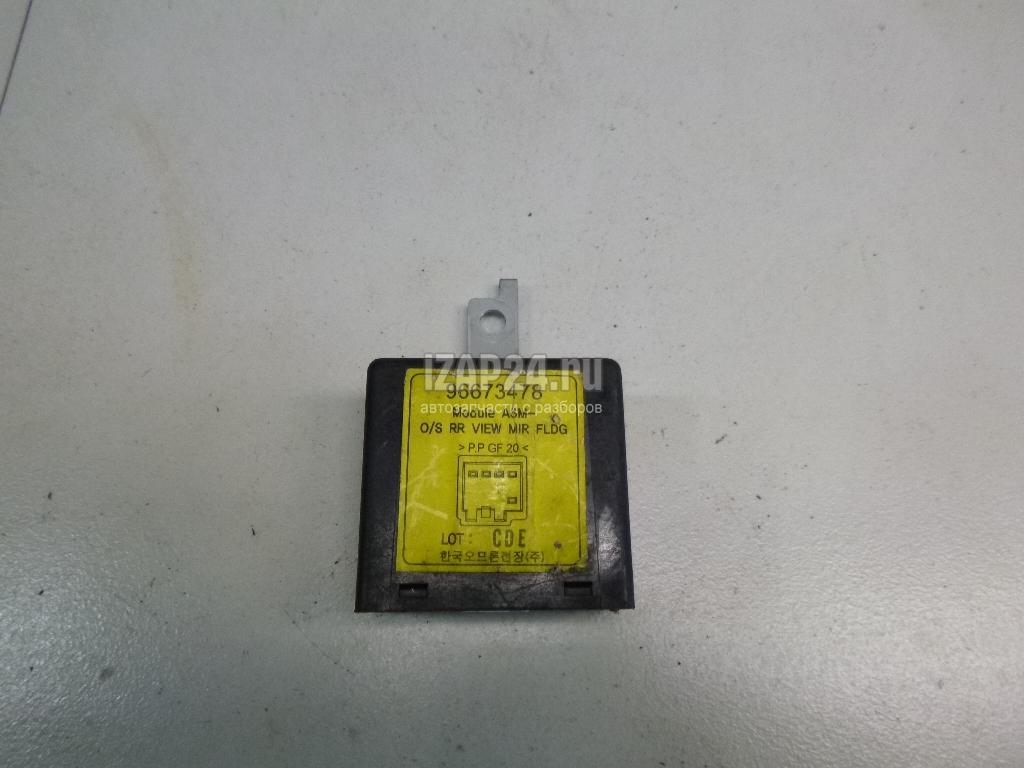 iZAP24.ru
96673478
автозапчасти с разборов
Module ASM-
O/S RR VIEW MIR FLDG
> P.P GF 20 <
LOT: CDE
한국오므론전장(주)